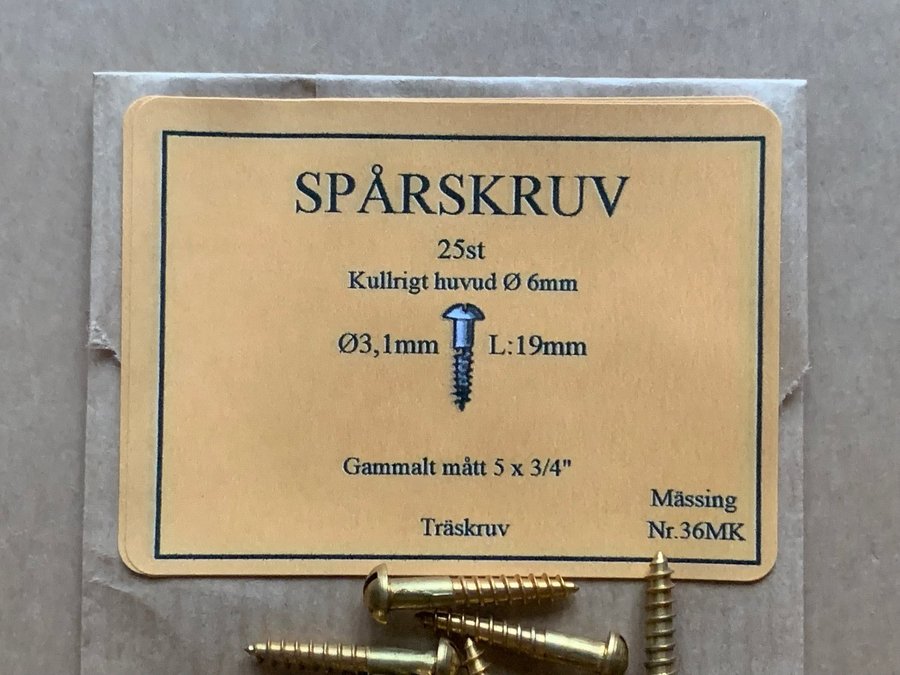 SPÅRSKRUV
25st
Kullrigt huvud Ø 6mm
Ø3,1mm L:19mm
Gammalt mått 5 x 3/4"
Mässing
Träskruv Nr.36MK